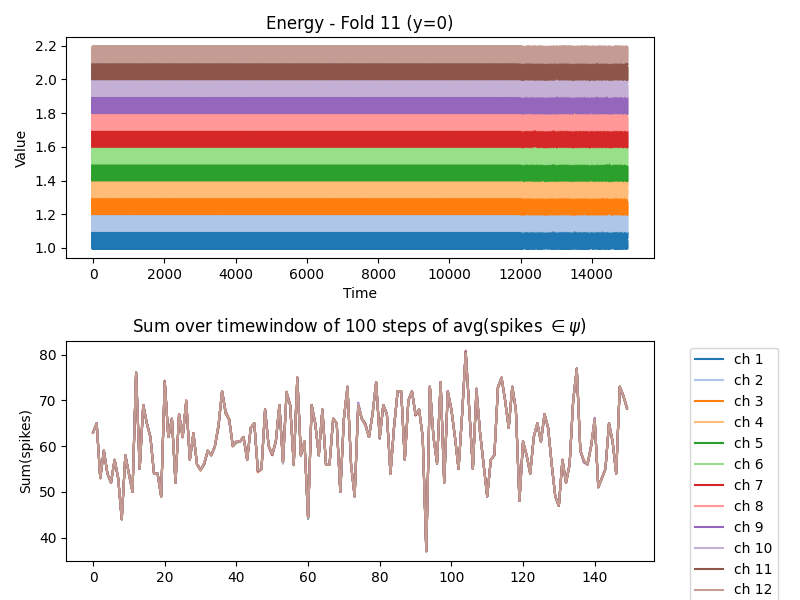 Energy - Fold 11 (y=0)
Value
2.2
2.0
1.8
1.6
1.4
1.2
1.0
0 2000 4000 6000 8000 10000 12000 14000
Time
Sum over timewindow of 100 steps of avg(spikes ∈ψ)
Sum(spikes)
80
70
60
50
40
0 20 40 60 80 100 120 140
ch 1
ch 2
ch 3
ch 4
ch 5
ch 6
ch 7
ch 8
ch 9
ch 10
ch 11
ch 12